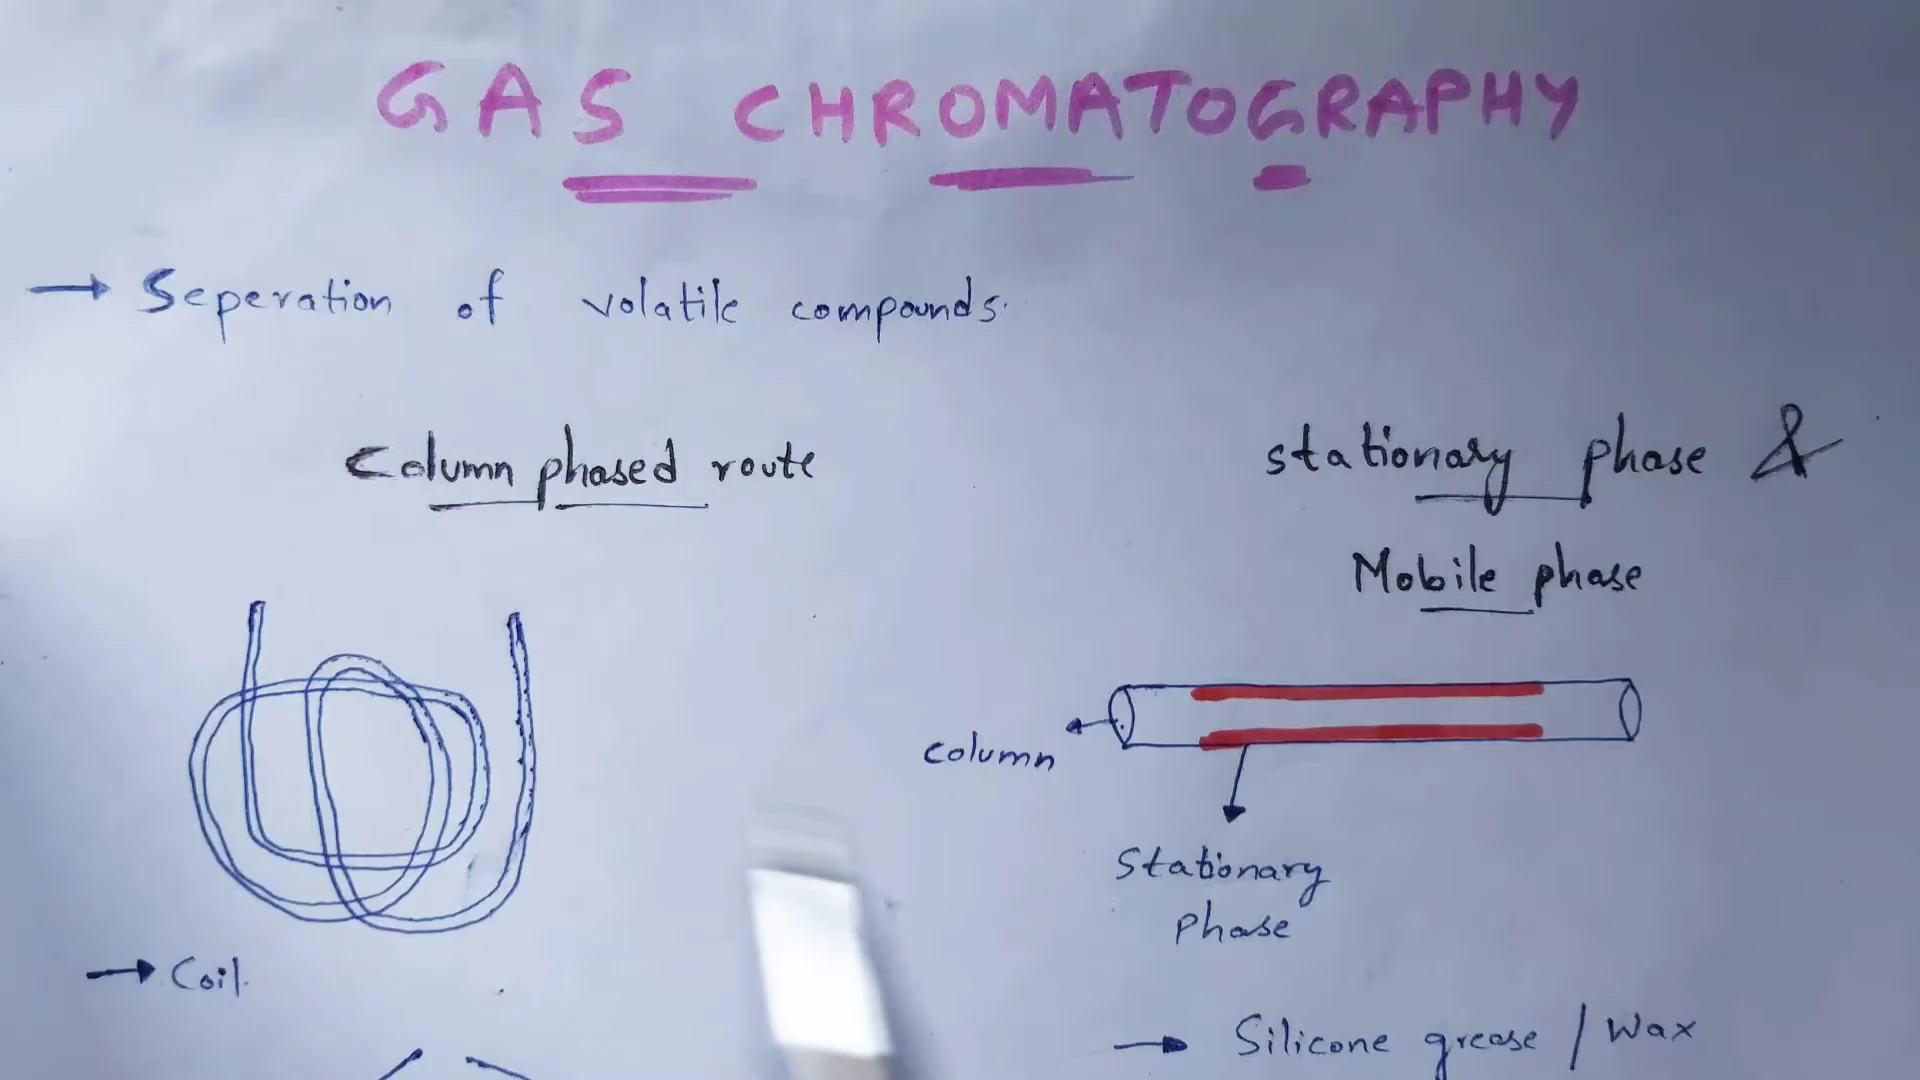 GAS CHROMATOGRAPHY
→ Seperation of volatile compounds.
Column phased route
stationary phase &
Mobile phase
column
Stationary
phase
→ Coil.
→ Silicone grease / Wax